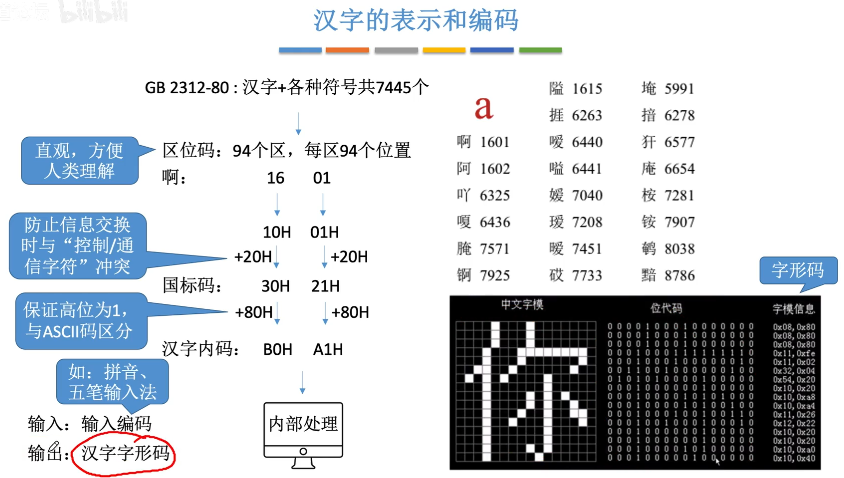 bilibili
汉字的表示和编码
GB 2312-80 : 汉字+各种符号共7445个
直观，方便
人类理解
区位码：94个区，每区94个位置
啊： 16 01
10H 01H
防止信息交换
时与“控制/通
信字符”冲突
+20H +20H
国标码： 30H 21H
保证高位为1，
与ASCII码区分
+80H +80H
汉字内码： B0H A1H
如：拼音、
五笔输入法
输入：输入编码
输出：汉字字形码
内部处理
a
隘 1615 埯 5991
捱 6263 揞 6278
啊 1601 嗳 6440 犴 6577
阿 1602 嗌 6441 庵 6654
吖 6325 嫒 7040 桉 7281
嗄 6436 瑷 7208 铵 7907
腌 7571 暧 7451 鹌 8038
锕 7925 砹 7733 黯 8786
字形码
中文字模 位代码 字模信息
0 0 0 0 1 0 0 0 1 0 0 0 0 0 0 0 0x08,0x80
0 0 0 0 1 0 0 0 1 0 0 0 0 0 0 0 0x08,0x80
0 0 0 0 1 0 0 0 1 0 0 0 0 0 0 0 0x08,0x80
0 0 0 1 0 0 0 1 1 1 1 1 1 1 1 0 0x11,0xfe
0 0 0 1 0 0 0 1 0 0 0 0 0 0 1 0 0x11,0x02
0 0 1 1 0 0 1 0 0 0 0 0 0 1 0 0 0x32,0x04
0 1 0 1 0 1 0 0 0 0 1 0 0 0 0 0 0x54,0x20
0 0 0 1 0 0 0 0 0 0 1 0 0 0 0 0 0x10,0x20
0 0 0 1 0 0 0 0 1 0 1 0 1 0 0 0 0x10,0xa8
0 0 0 1 0 0 0 0 1 0 1 0 0 1 0 0 0x10,0xa4
0 0 0 1 0 0 0 1 0 0 1 0 0 1 1 0 0x11,0x26
0 0 0 1 0 0 1 0 0 0 1 0 0 0 1 0 0x12,0x22
0 0 0 1 0 0 0 0 0 0 1 0 0 0 0 0 0x10,0x20
0 0 0 1 0 0 0 0 0 0 1 0 0 0 0 0 0x10,0x20
0 0 0 1 0 0 0 0 1 0 1 0 0 0 0 0 0x10,0xa0
0 0 0 1 0 0 0 0 0 1 0 0 0 0 0 0 0x10,0x40